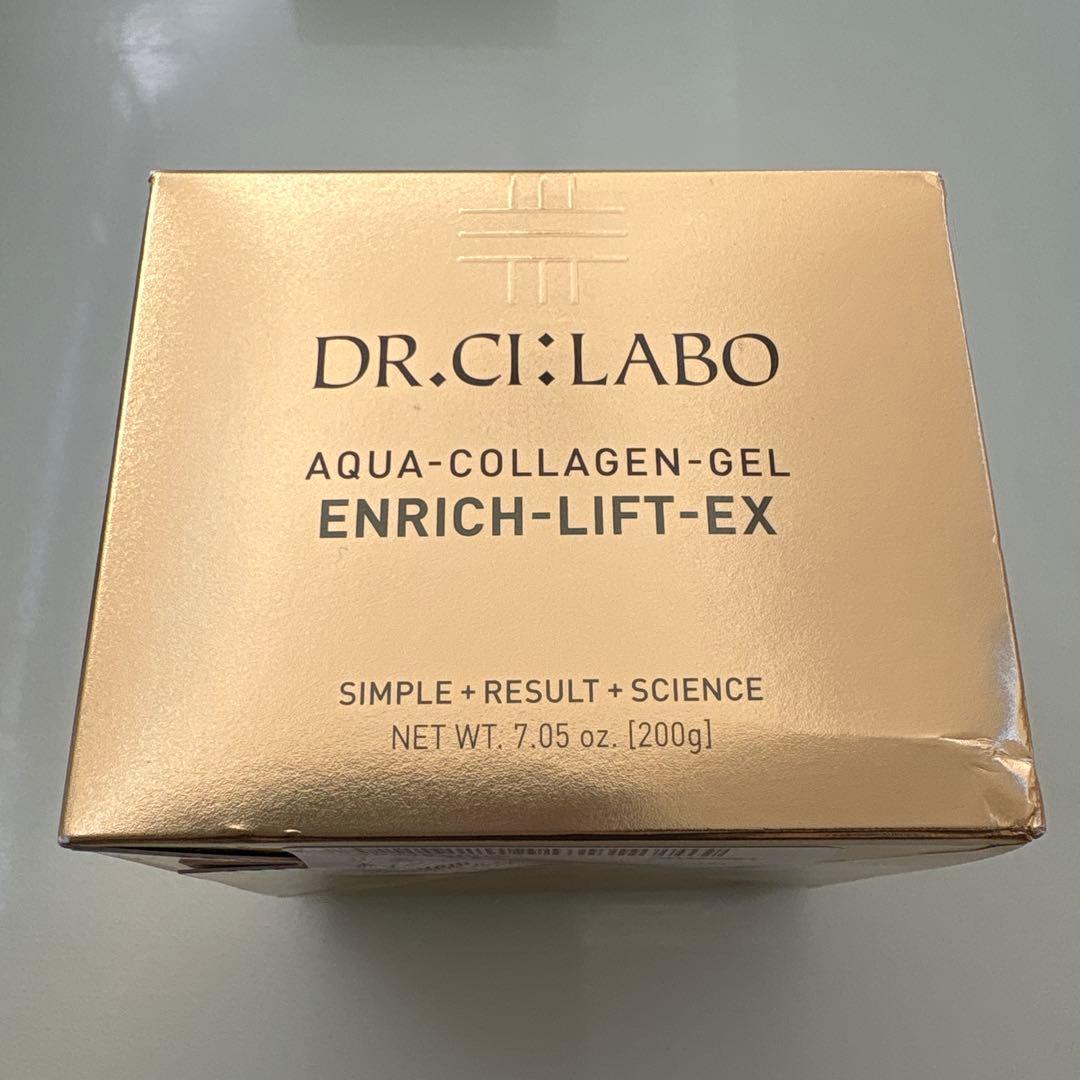 DR.CI:LABO
AQUA-COLLAGEN-GEL
ENRICH-LIFT-EX
SIMPLE + RESULT + SCIENCE
NET WT. 7.05 oz. [200g]